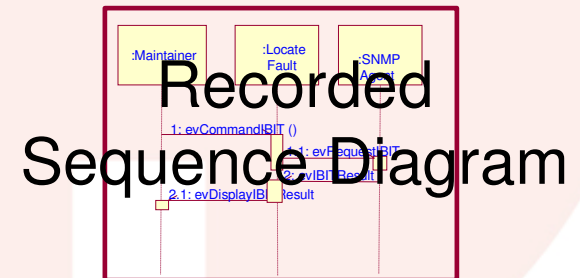 :Maintainer
:Locate
Fault
:SNMP
Agent
Recorded
1: evCommandIBIT ()
1.1: evRequestIBIT
Sequence Diagram
2: evIBITResult
2.1: evDisplayIBITResult